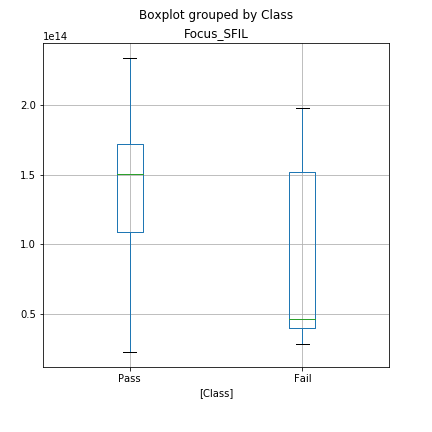 Boxplot grouped by Class
Focus_SFIL
1e14
2.0
1.5
1.0
0.5
Pass
Fail
[Class]